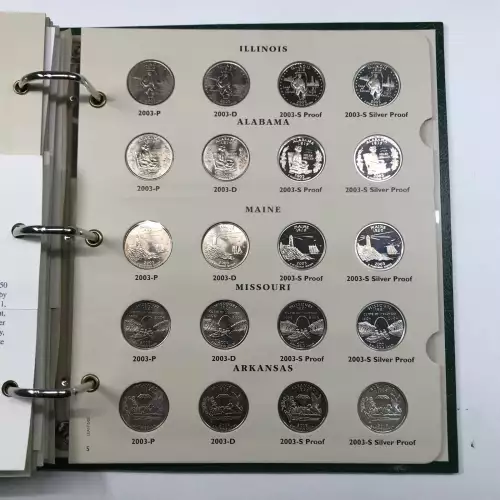 ILLINOIS
2003-P 2003-D 2003-S Proof 2003-S Silver Proof
ALABAMA
2003-P 2003-D 2003-S Proof 2003-S Silver Proof
MAINE
2003-P 2003-D 2003-S Proof 2003-S Silver Proof
MISSOURI
2003-P 2003-D 2003-S Proof 2003-S Silver Proof
ARKANSAS
2003-P 2003-D 2003-S Proof 2003-S Silver Proof
5
50
by